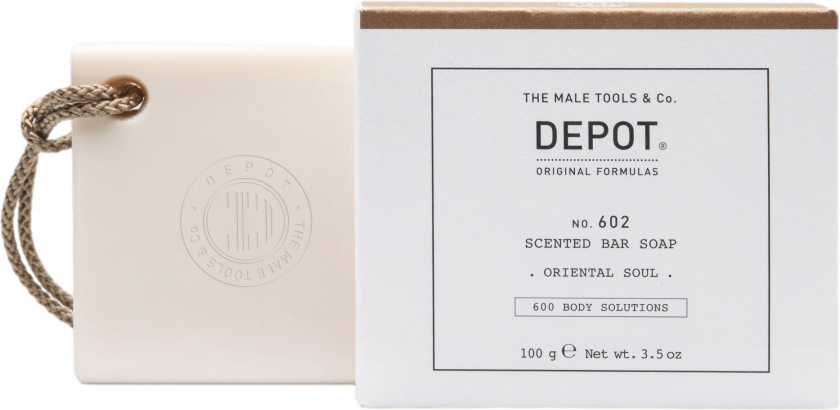 DEPOT
THE MALE TOOLS & Co
THE MALE TOOLS & Co.
DEPOT®
ORIGINAL FORMULAS
NO. 602
SCENTED BAR SOAP
. ORIENTAL SOUL .
600 BODY SOLUTIONS
100 g ℮ Net wt. 3.5 oz